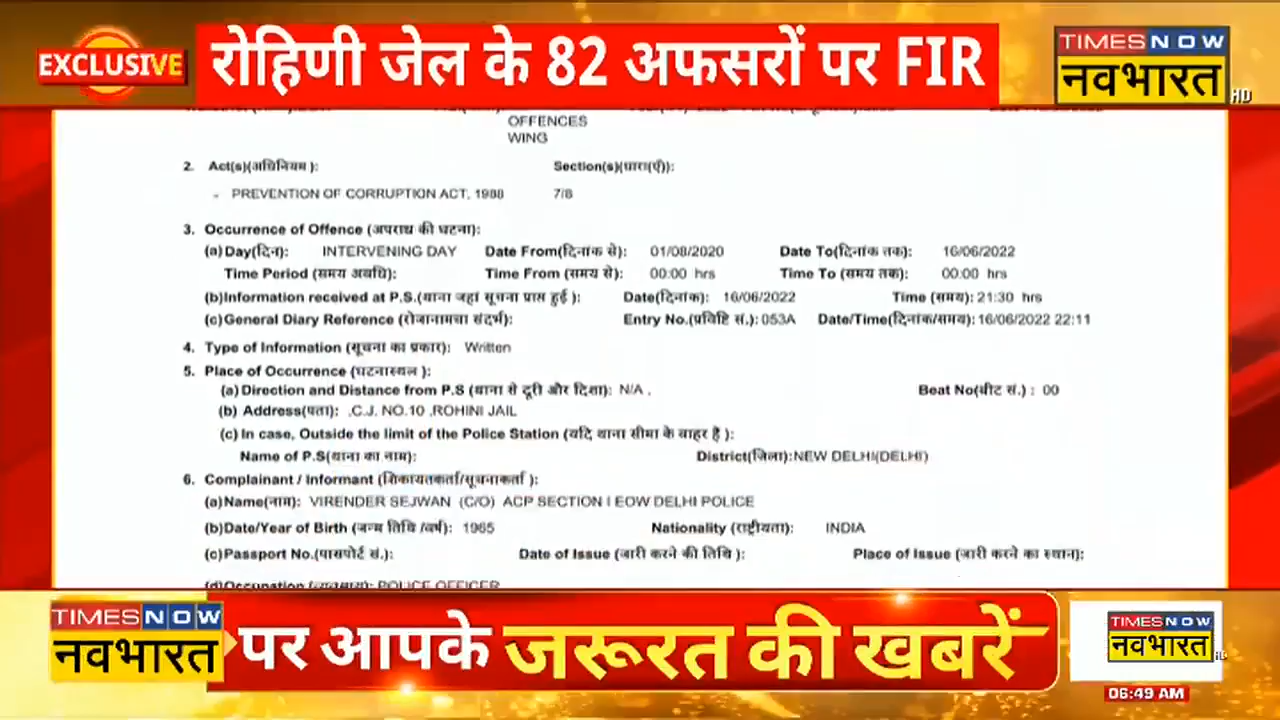 EXCLUSIVE
रोहिणी जेल के 82 अफसरों पर FIR
TIMES NOW
नवभारत
HD
OFFENCES
WING
2. Act(s)(अधिनियम ): Section(s)(धारा(एँ)):
- PREVENTION OF CORRUPTION ACT, 1988 7/8
3. Occurrence of Offence (अपराध की घटना):
(a) Day(दिन): INTERVENING DAY Date From(दिनांक से): 01/08/2020 Date To(दिनांक तक): 16/06/2022
Time Period (समय अवधि): Time From (समय से): 00:00 hrs Time To (समय तक): 00:00 hrs
(b)Information received at P.S.(थाना जहां सूचना प्राप्त हुई ): Date(दिनांक): 16/06/2022 Time (समय): 21:30 hrs
(c)General Diary Reference (रोजानामचा संदर्भ): Entry No.(प्रविष्टि सं.): 053A Date/Time(दिनांक/समय): 16/06/2022 22:11
4. Type of Information (सूचना का प्रकार): Written
5. Place of Occurrence (घटनास्थल ):
(a) Direction and Distance from P.S (थाना से दूरी और दिशा): N/A , Beat No(बीट सं.) : 00
(b) Address(पता): ,C.J. NO.10 ,ROHINI JAIL
(c) In case, Outside the limit of the Police Station (यदि थाना सीमा के बाहर है ):
Name of P.S(थाना का नाम): District(जिला):NEW DELHI(DELHI)
6. Complainant / Informant (शिकायतकर्ता/सूचनाकर्ता ):
(a)Name(नाम): VIRENDER SEJWAN (C/O) ACP SECTION I EOW DELHI POLICE
(b)Date/Year of Birth (जन्म तिथि /वर्ष): 1965 Nationality (राष्ट्रीयता): INDIA
(c)Passport No.(पासपोर्ट सं.): Date of Issue (जारी करने की तिथि ): Place of Issue (जारी करने का स्थान):
(d)Occupation (व्यवसाय): POLICE OFFICER
TIMES NOW
नवभारत
पर आपके जरूरत की खबरें
TIMES NOW
नवभारत
06:49 AM